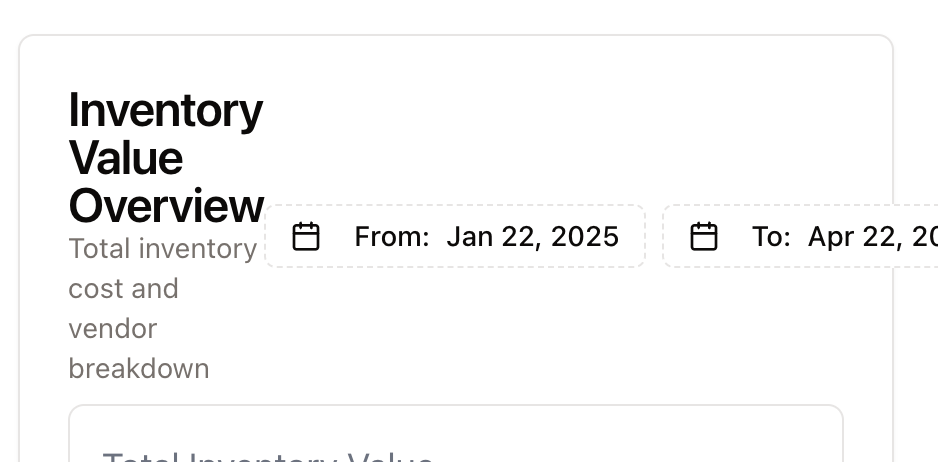 Inventory
Value
Overview
Total inventory
cost and
vendor
breakdown
From: Jan 22, 2025
To: Apr 22, 20
Total Inventory Value